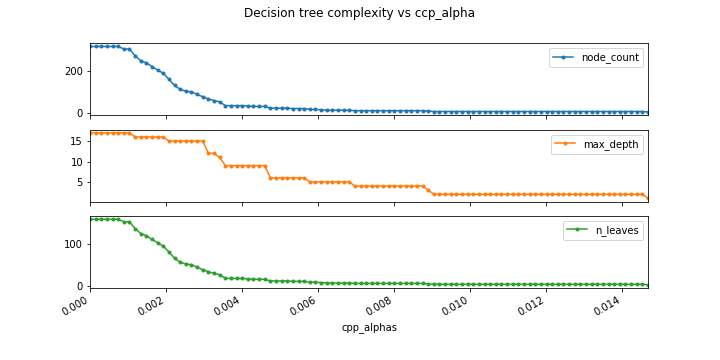 Decision tree complexity vs ccp_alpha
200
0
node_count
15
10
5
max_depth
100
0
n_leaves
0.000 0.002 0.004 0.006 0.008 0.010 0.012 0.014
cpp_alphas